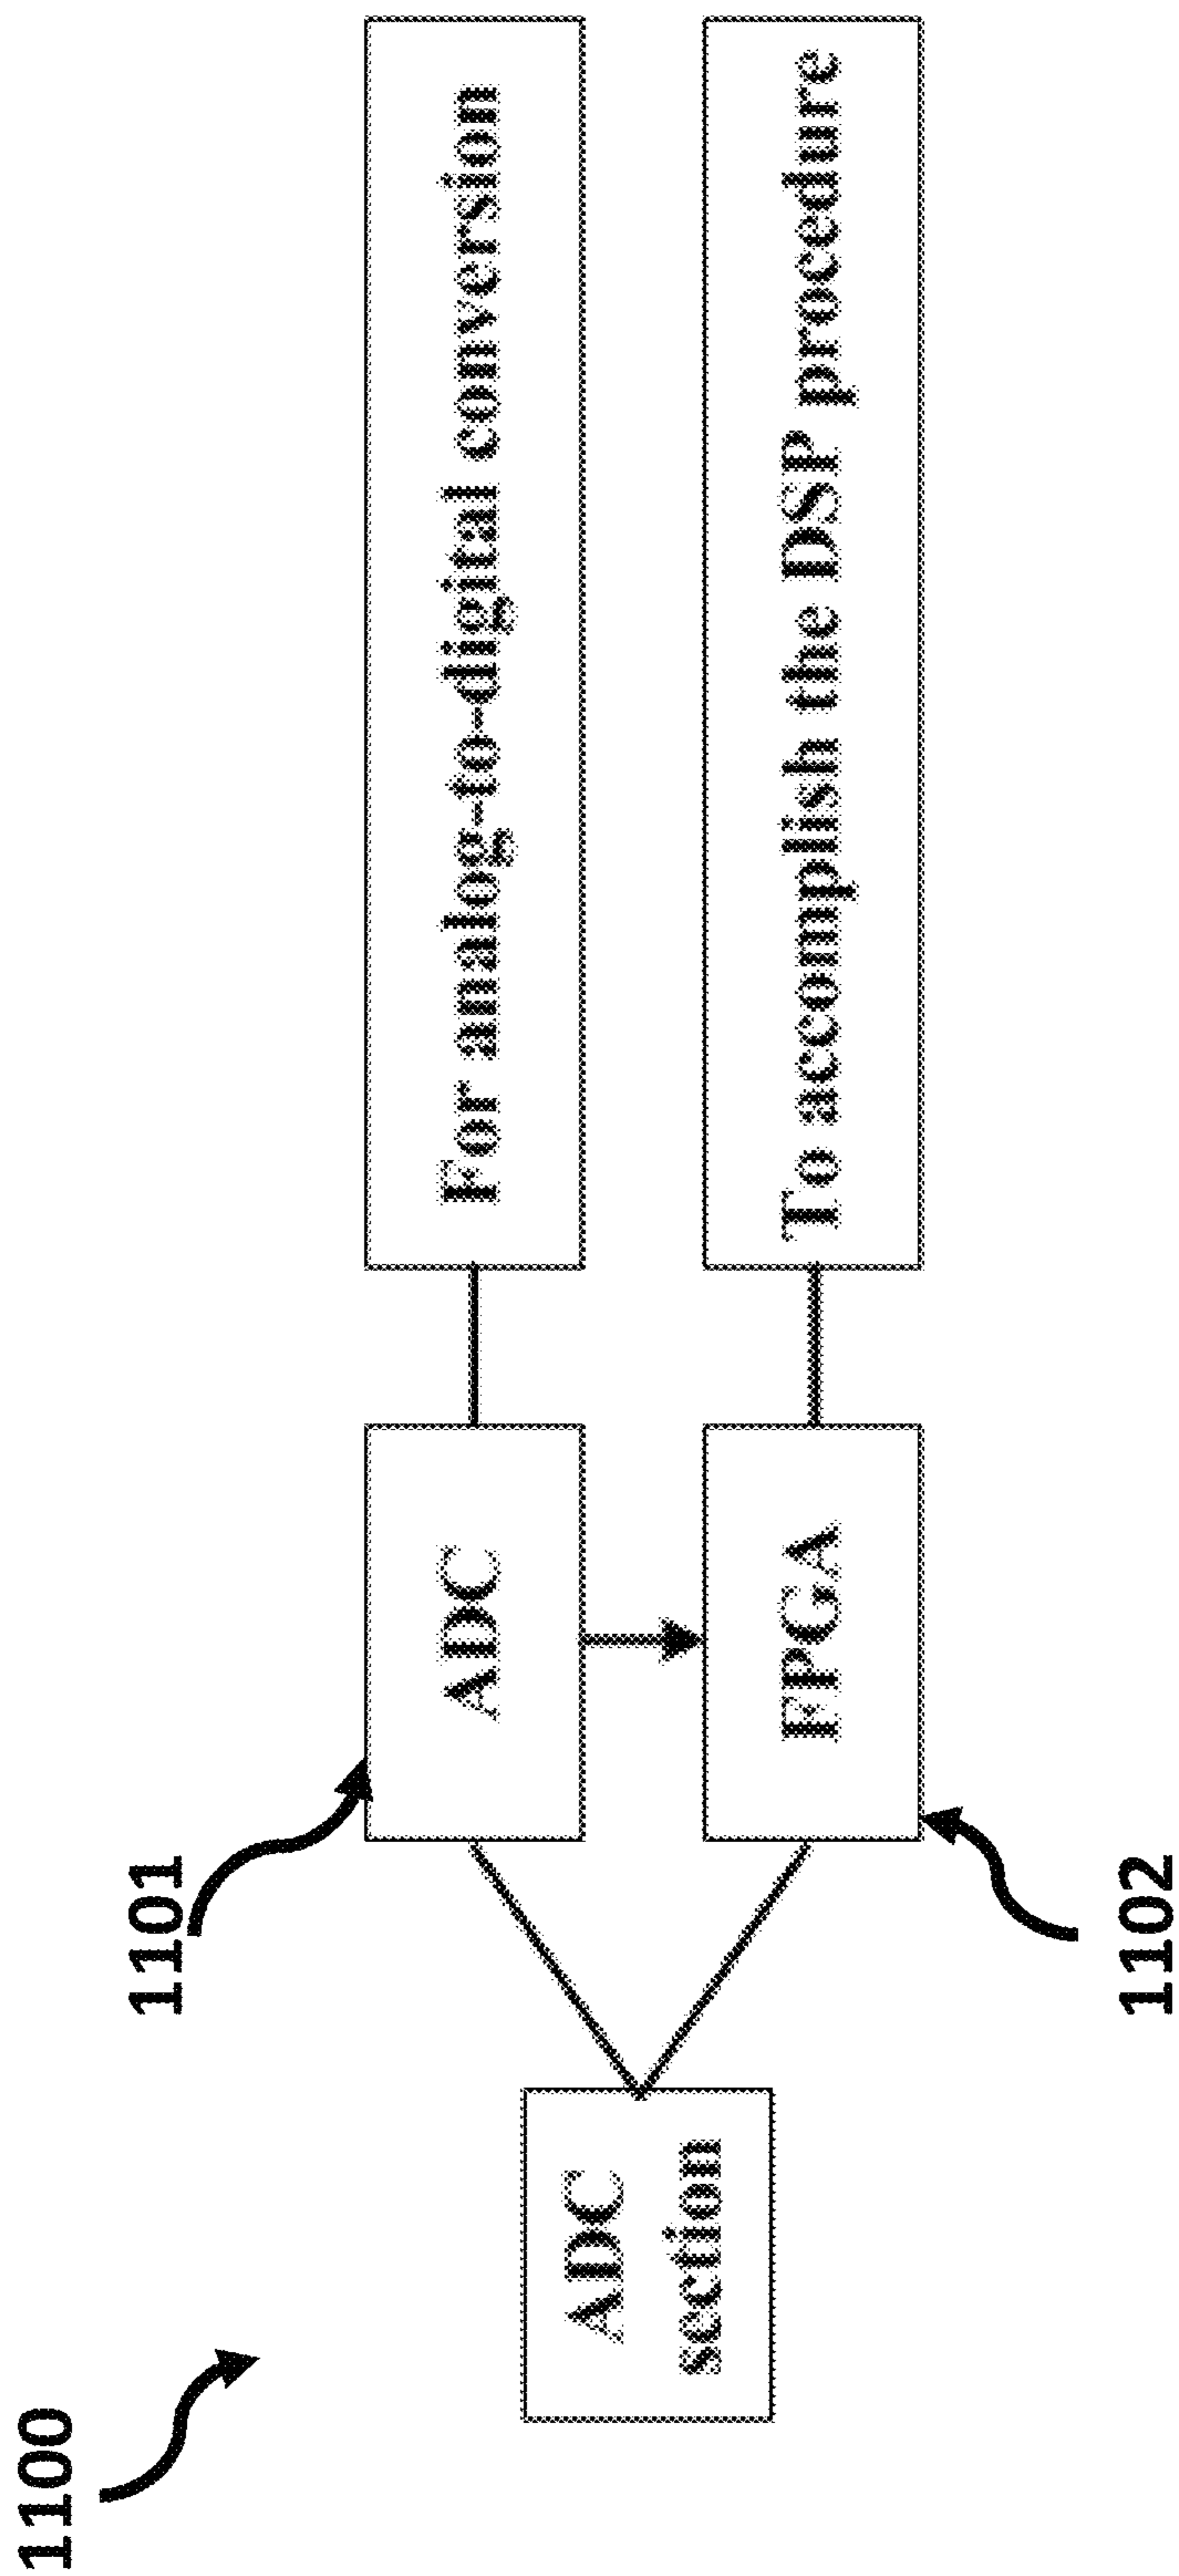 1100
ADC
section
1101
ADC
For analog-to-digital conversion
FPGA
To accomplish the DSP procedure
1102